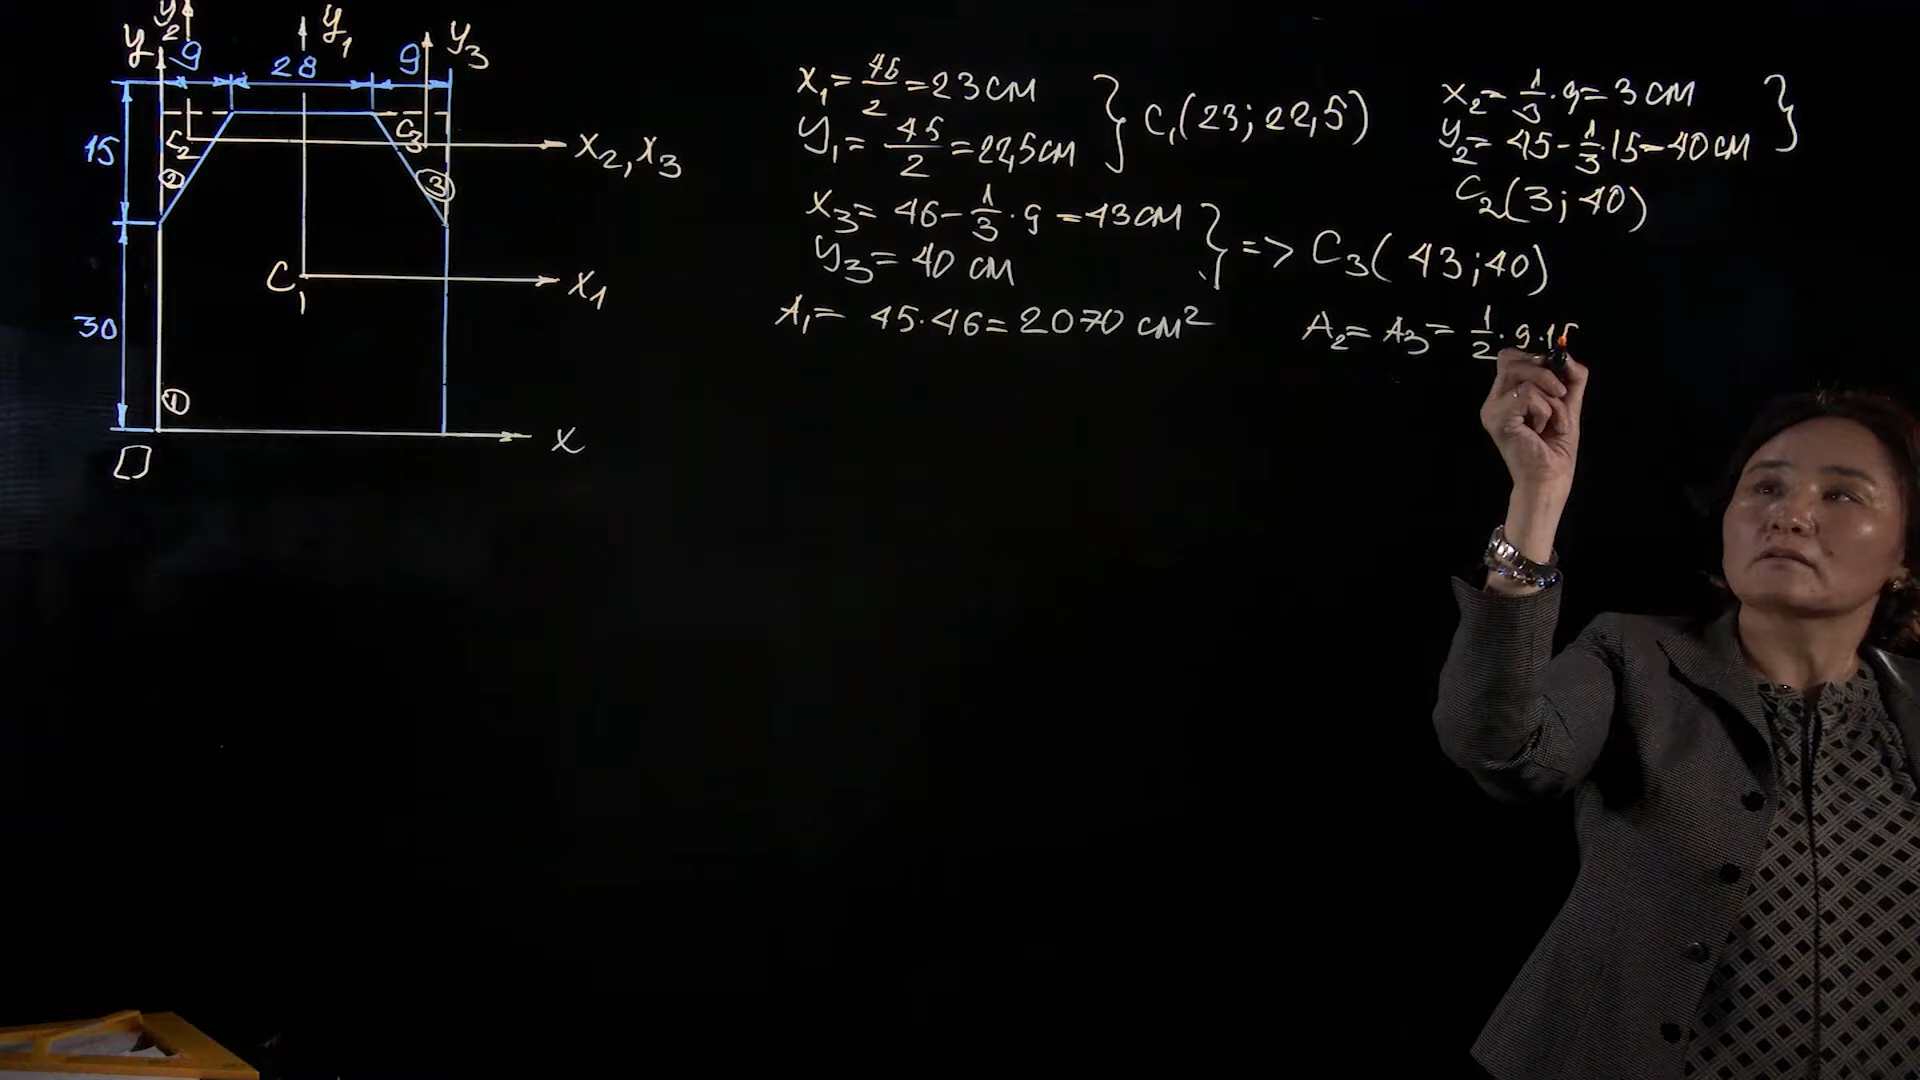 y y₂ y₁ y₃
9 28 9
15 C₂ C₃ x₂, x₃
② ③
30 C₁ x₁
①
0 x
x₁ = 46/2 = 23 см
y₁ = 45/2 = 22,5 см } C₁(23; 22,5)
x₂ = 1/3 · 9 = 3 см
y₂ = 45 - 1/3 · 15 = 40 см }
C₂(3; 40)
x₃ = 46 - 1/3 · 9 = 43 см
y₃ = 40 см } => C₃(43; 40)
A₁ = 45 · 46 = 2070 см²
A₂ = A₃ = 1/2 · 9 · 15